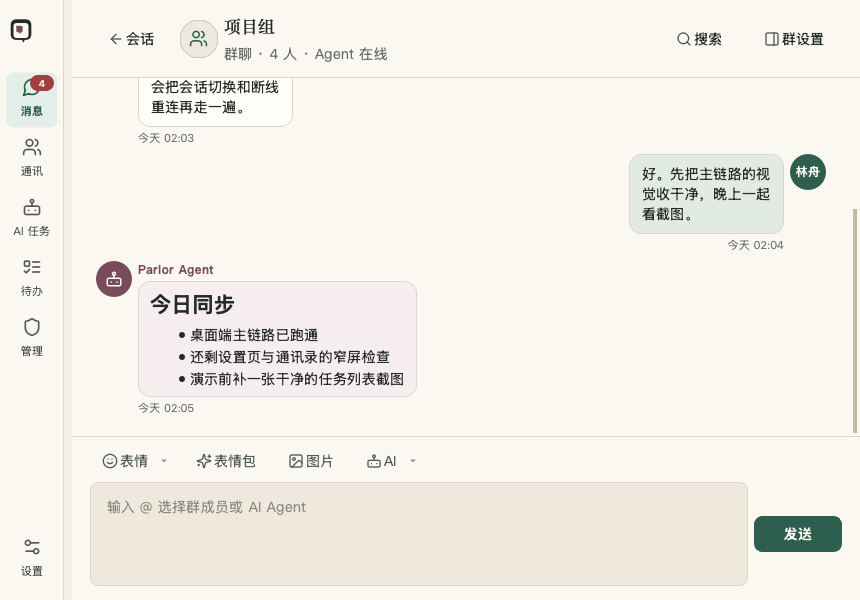 会话
项目组
群聊 · 4 人 · Agent 在线
搜索
群设置
4
消息
通讯
AI 任务
待办
管理
设置
会把会话切换和断线
重连再走一遍。
今天 02:03
好。先把主链路的视
觉收干净，晚上一起
看截图。
林舟
今天 02:04
Parlor Agent
今日同步
• 桌面端主链路已跑通
• 还剩设置页与通讯录的窄屏检查
• 演示前补一张干净的任务列表截图
今天 02:05
表情
表情包
图片
AI
输入 @ 选择群成员或 AI Agent
发送